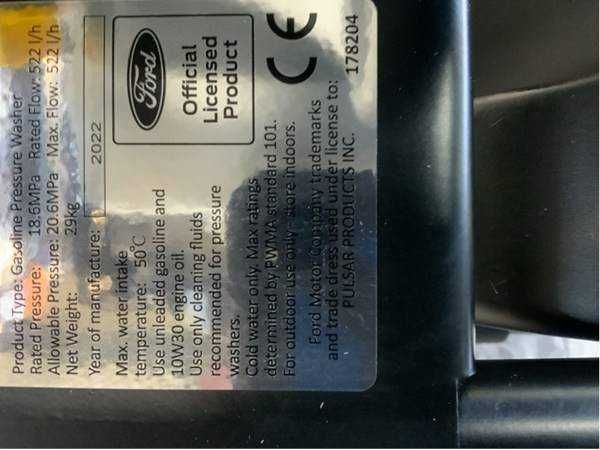 Product Type: Gasoline Pressure Washer
Rated Pressure: 18.6MPa Rated Flow: 522 l/h
Allowable Pressure: 20.6MPa Max. Flow: 522 l/h
Net Weight: 29kg
Year of manufacture: 2022
Max. water intake
temperature: 50°C
Use unleaded gasoline and
10W30 engine oil.
Use only cleaning fluids
recommended for pressure
washers.
Ford
Official
Licensed
Product
CE
Cold water only. Max ratings
determined by PWMA standard 101.
For outdoor use only - store indoors.
Ford Motor Company trademarks
and trade dress used under license to:
PULSAR PRODUCTS INC.
178204